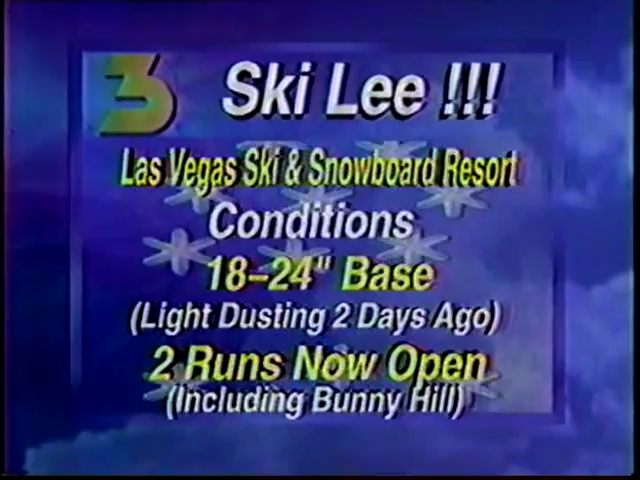 3 Ski Lee !!!
Las Vegas Ski & Snowboard Resort
Conditions
18-24" Base
(Light Dusting 2 Days Ago)
2 Runs Now Open
(Including Bunny Hill)